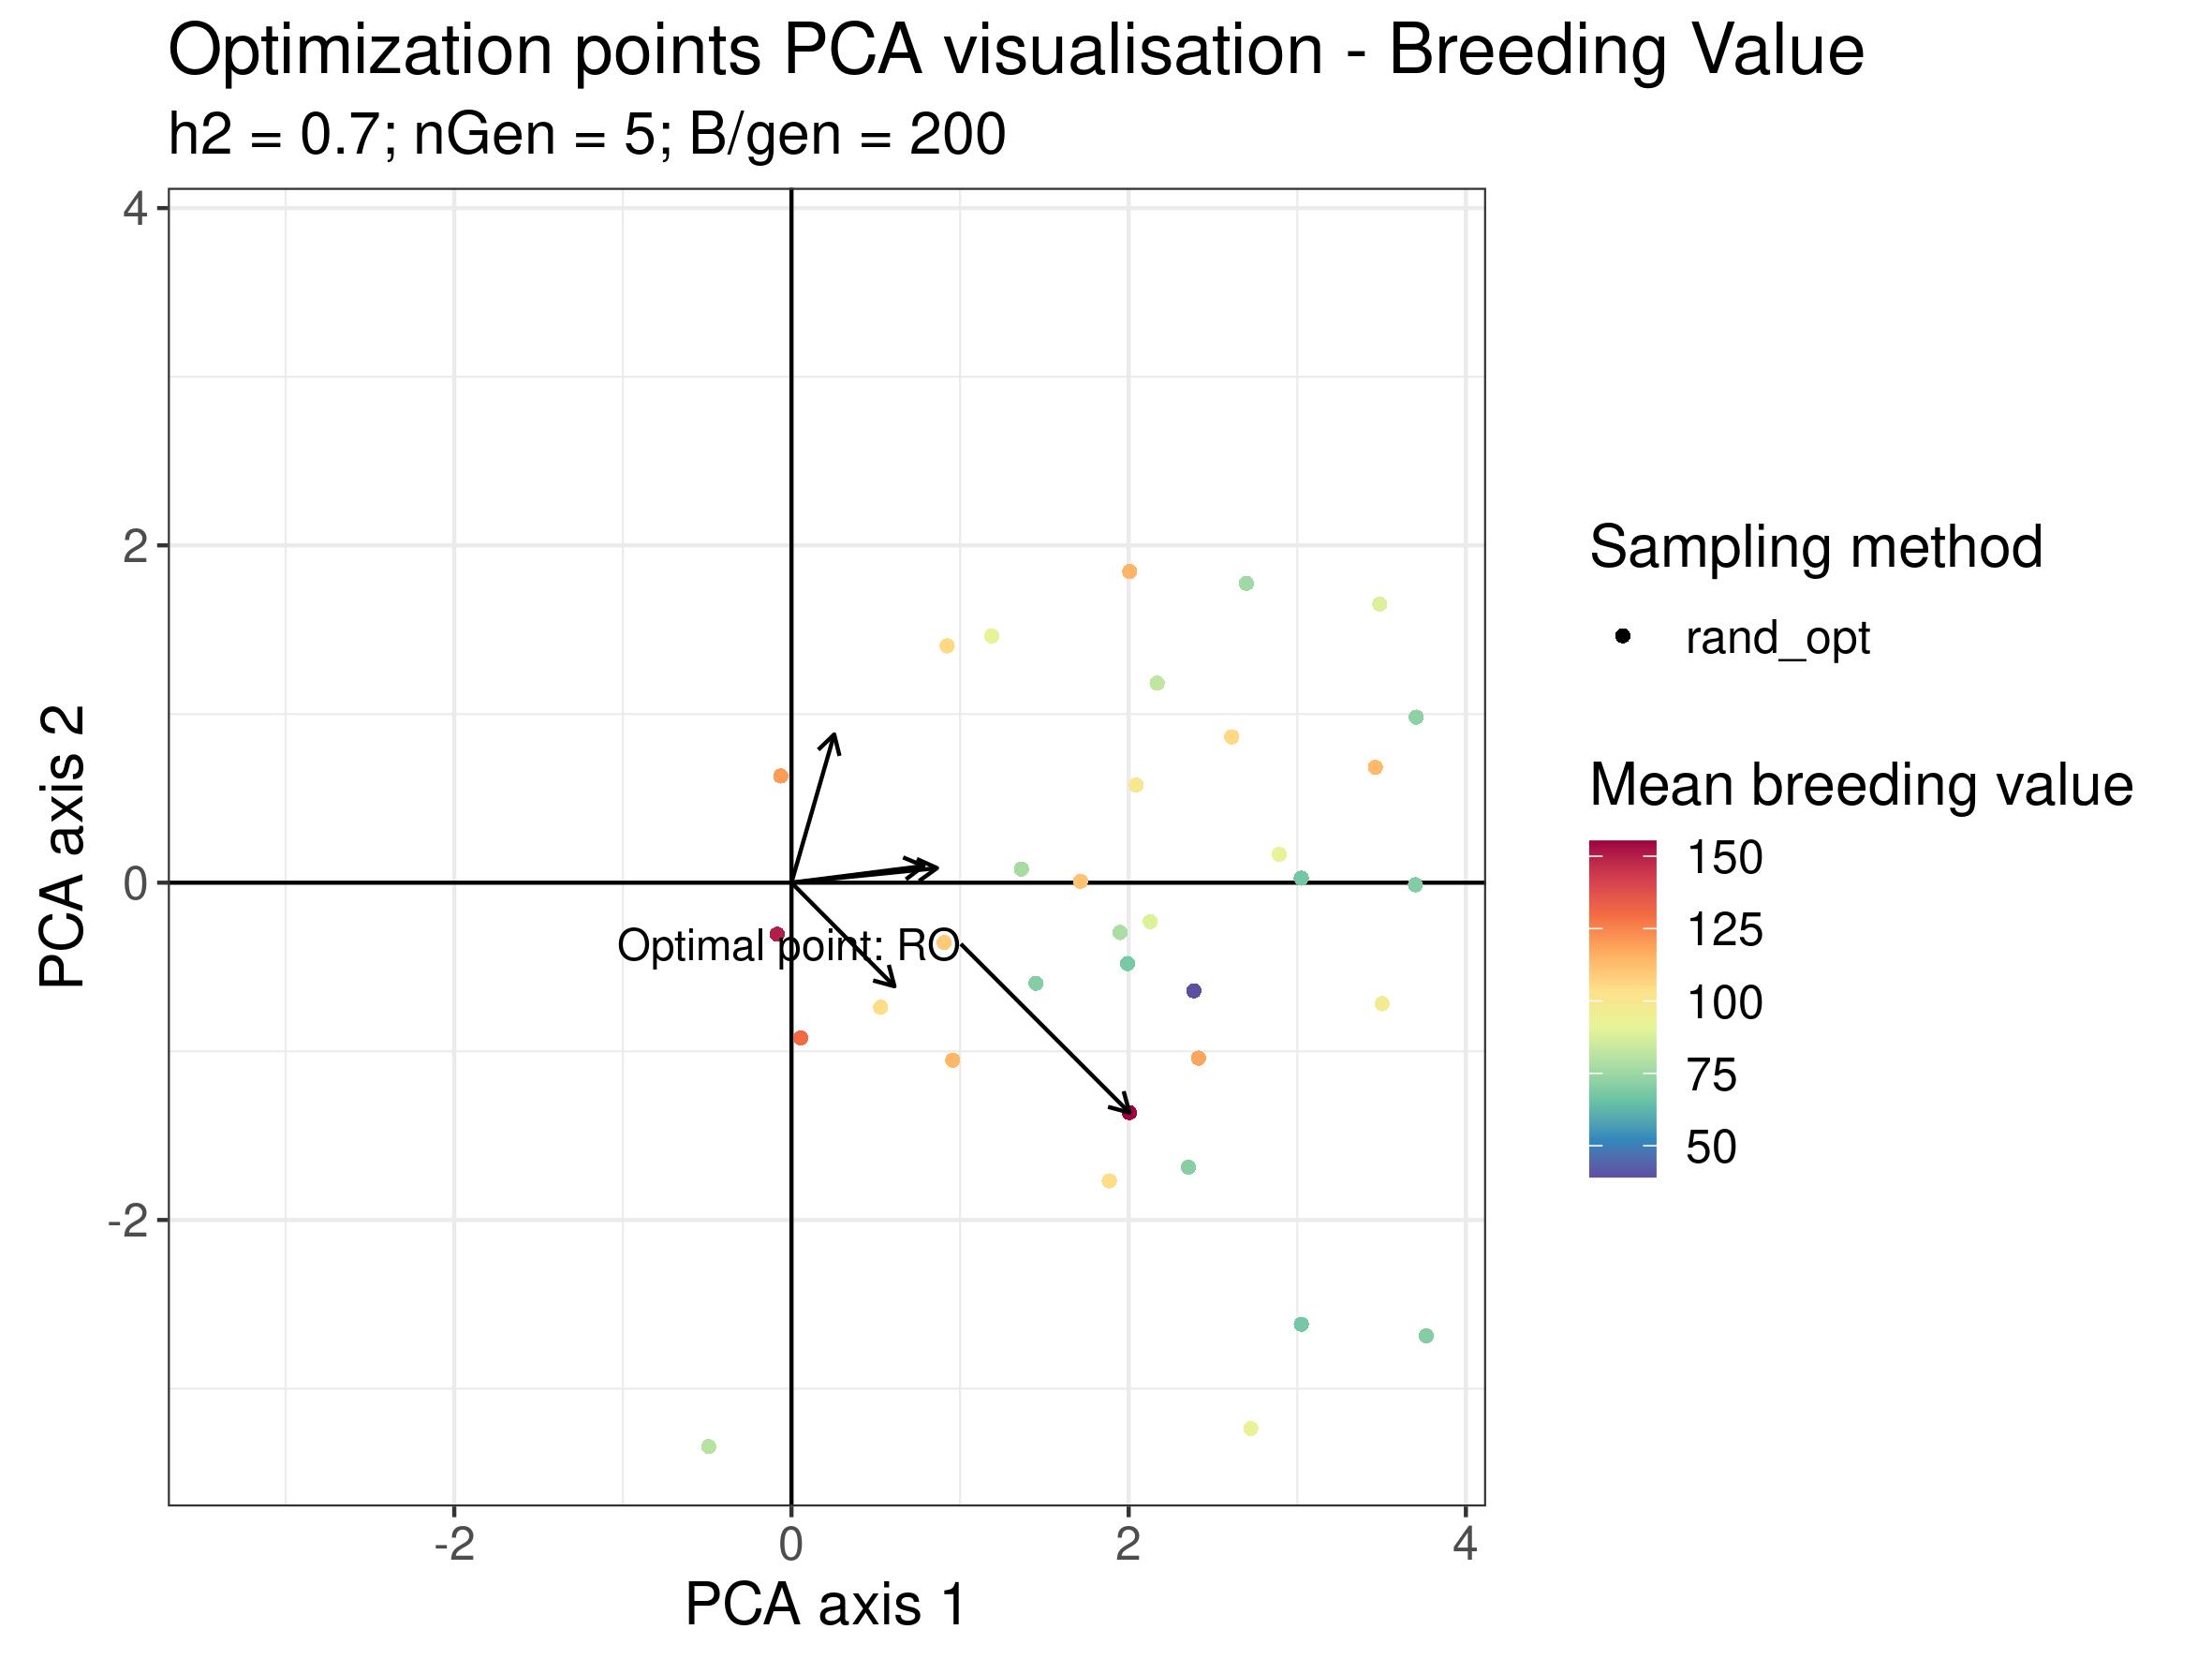 Optimization points PCA visualisation - Breeding Value
h2 = 0.7; nGen = 5; B/gen = 200
4
2
0
-2
PCA axis 2
Optimal point: RO
-2
0
2
4
PCA axis 1
Sampling method
rand_opt
Mean breeding value
150
125
100
75
50